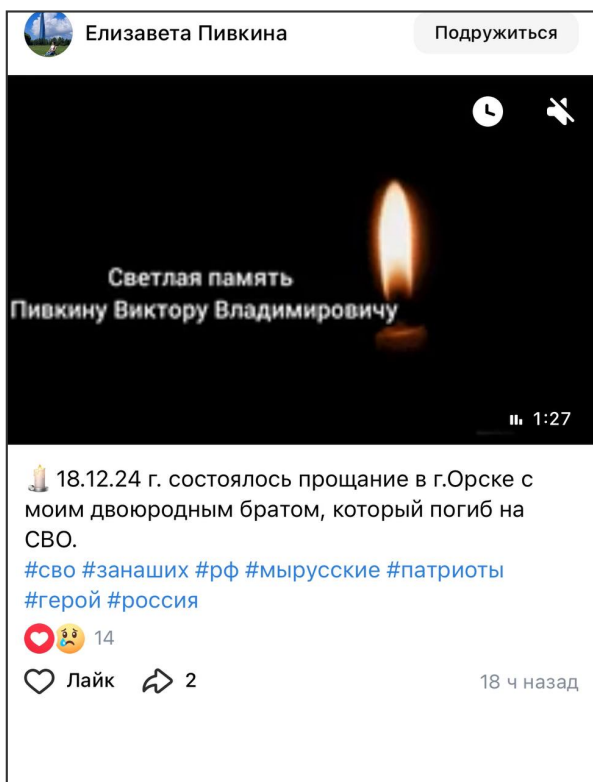 Елизавета Пивкина
Подружиться
Светлая память
Пивкину Виктору Владимировичу
1:27
18.12.24 г. состоялось прощание в г.Орске с
моим двоюродным братом, который погиб на
СВО.
#сво #занаших #рф #мырусские #патриоты
#герой #россия
14
Лайк 2
18 ч назад